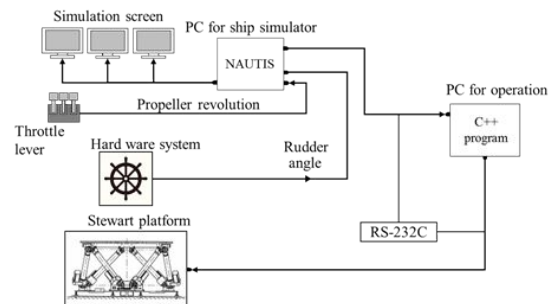 Simulation screen
PC for ship simulator
NAUTIS
PC for operation
C++
program
Propeller revolution
Throttle
lever
Hard ware system
Rudder
angle
Stewart platform
RS-232C